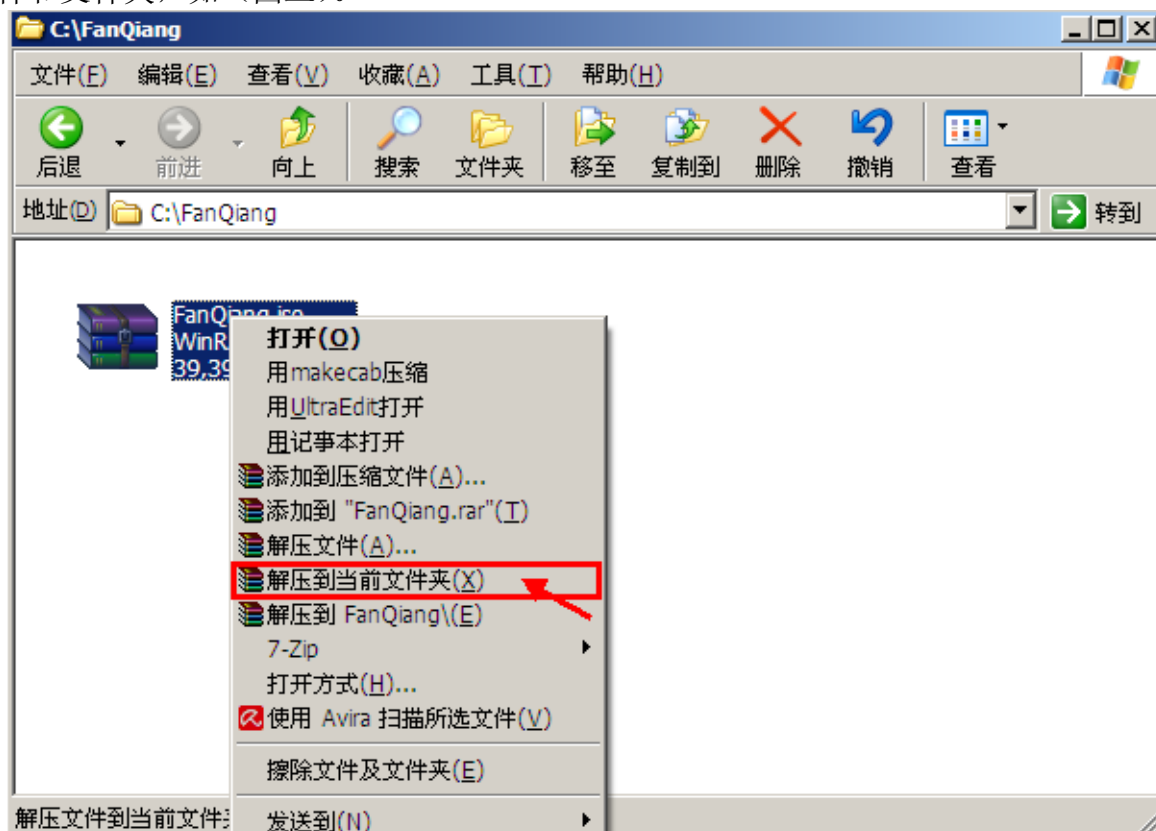 C:\FanQiang
文件(F) 编辑(E) 查看(V) 收藏(A) 工具(T) 帮助(H)
后退 前进 向上 搜索 文件夹 移至 复制到 删除 撤销 查看
地址(D) C:\FanQiang 转到
FanQiang.iso
WinR
39,39
打开(O)
用makecab压缩
用UltraEdit打开
用记事本打开
添加到压缩文件(A)...
添加到 "FanQiang.rar"(T)
解压文件(A)...
解压到当前文件夹(X)
解压到 FanQiang\(E)
7-Zip
打开方式(H)...
使用 Avira 扫描所选文件(V)
擦除文件及文件夹(E)
发送到(N)
解压文件到当前文件